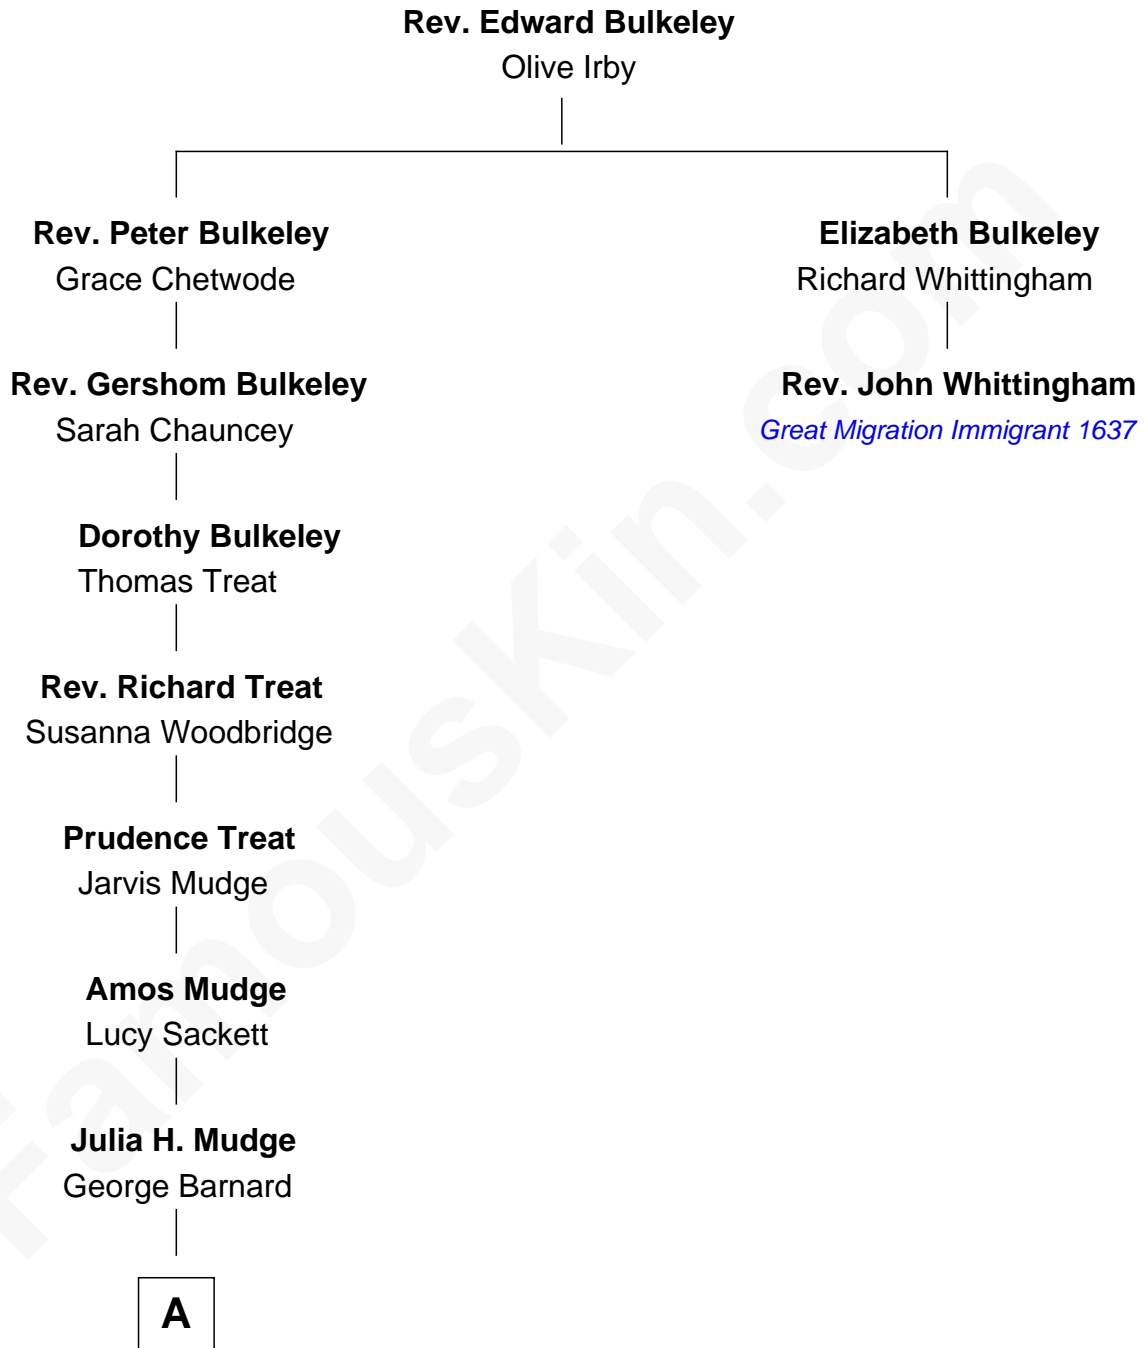 Rev. Edward Bulkeley
Olive Irby
Rev. Peter Bulkeley
Grace Chetwode
Elizabeth Bulkeley
Richard Whittingham
Rev. Gershom Bulkeley
Sarah Chauncey
Rev. John Whittingham
Great Migration Immigrant 1637
Dorothy Bulkeley
Thomas Treat
Rev. Richard Treat
Susanna Woodbridge
Prudence Treat
Jarvis Mudge
Amos Mudge
Lucy Sackett
Julia H. Mudge
George Barnard
A
FamousKin.com